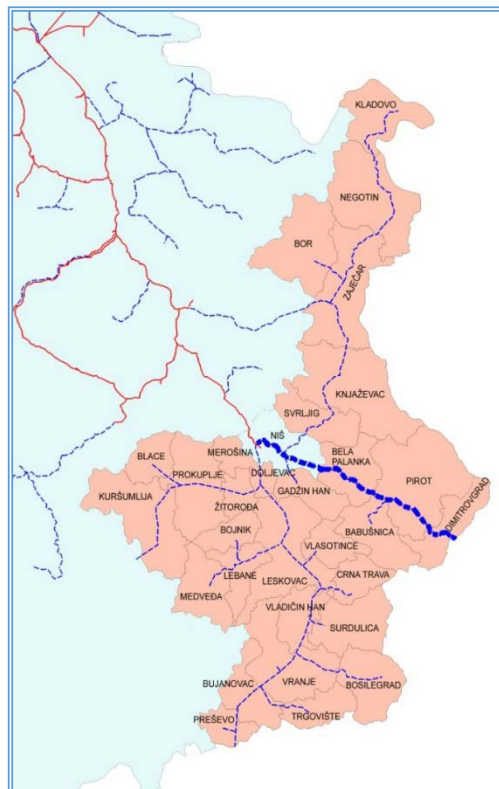 KLADOVO
NEGOTIN
BOR
ZAJEČAR
KNJAŽEVAC
SVRLJIG
NIŠ
MEROŠINA
BELA
PALANKA
BLACE
PROKUPLJE
DOLJEVAC
PIROT
DIMITROVGRAD
KURŠUMLIJA
GADŽIN HAN
ŽITOROĐA
BOJNIK
BABUŠNICA
VLASOTINCE
LEBANE
LESKOVAC
CRNA TRAVA
MEDVEĐA
VLADIČIN HAN
SURDULICA
BUJANOVAC
VRANJE
BOSILEGRAD
PREŠEVO
TRGOVIŠTE